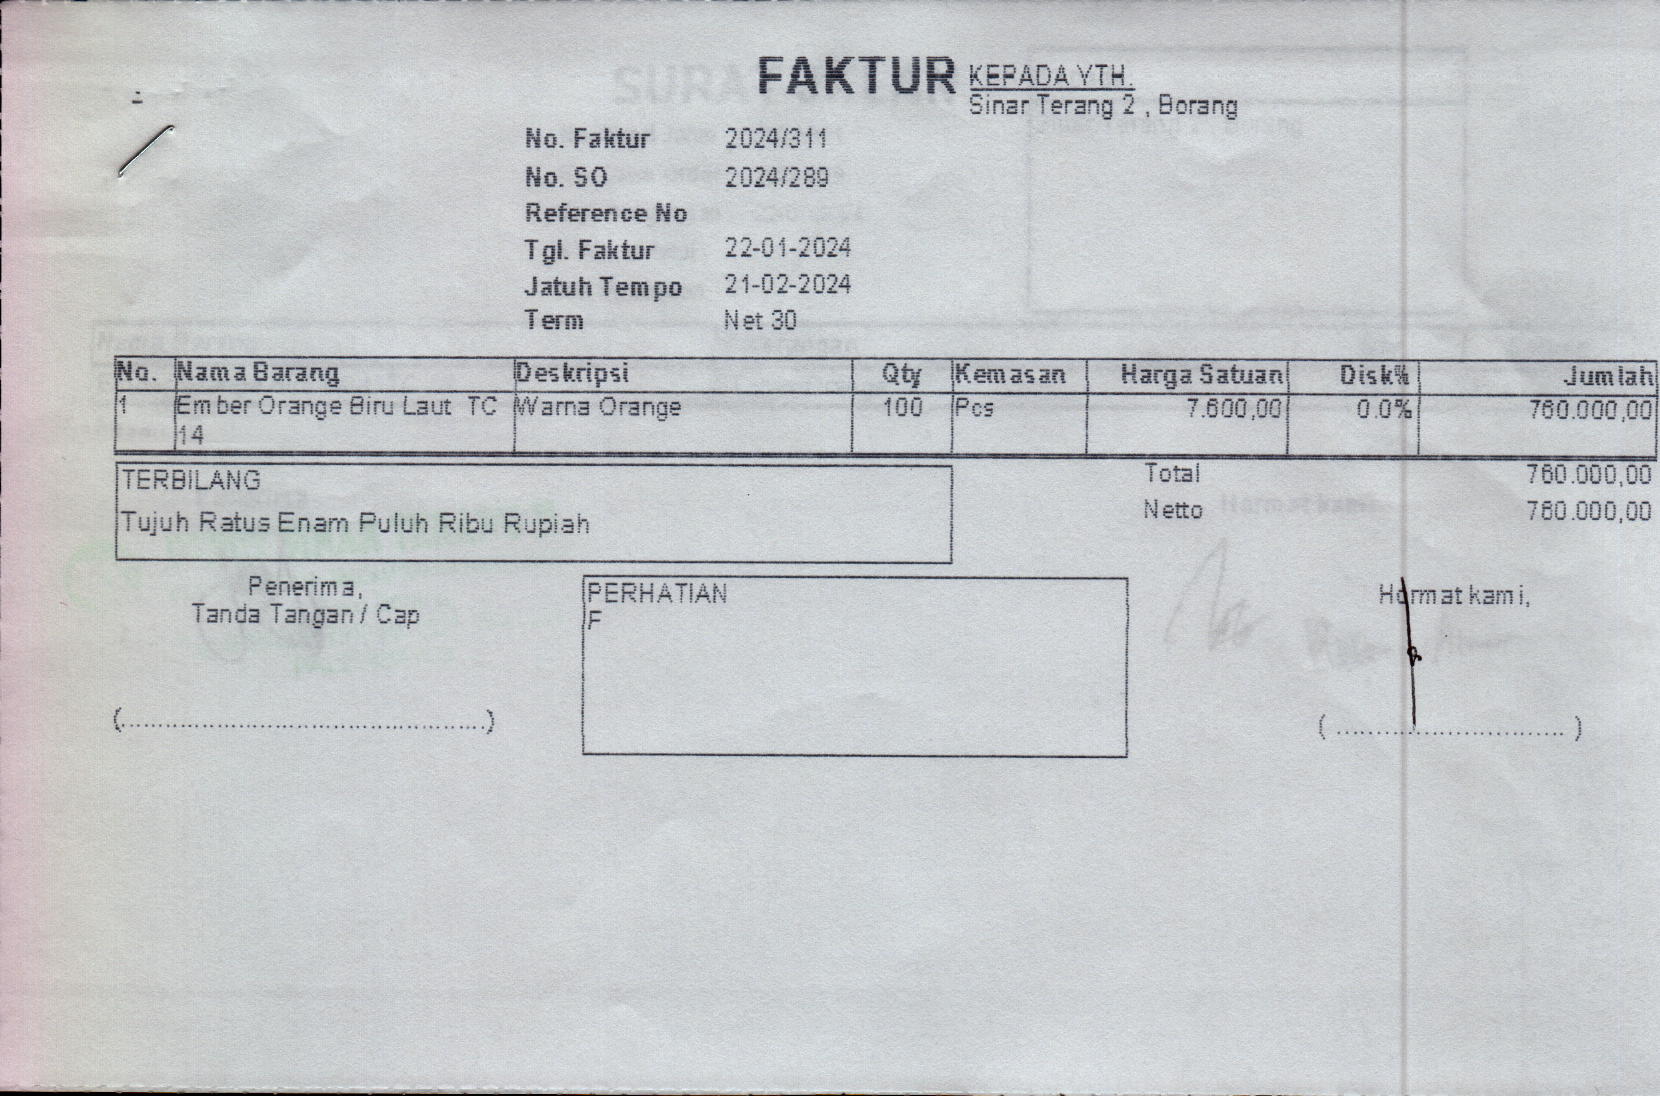 FAKTUR
KEPADA YTH.
Sinar Terang 2 , Borang
No. Faktur 2024/311
No. SO 2024/289
Reference No
Tgl. Faktur 22-01-2024
Jatuh Tempo 21-02-2024
Term Net 30
No. Nama Barang Deskripsi Qty Kemasan Harga Satuan Disk% Jumlah
1 Ember Orange Biru Laut TC Warna Orange 100 Pcs 7.600,00 0.0% 760.000,00
14
TERBILANG
Tujuh Ratus Enam Puluh Ribu Rupiah
Total 760.000,00
Netto 760.000,00
Penerima,
Tanda Tangan / Cap
(................................................)
PERHATIAN
F
Hormat kami,
( .............................. )